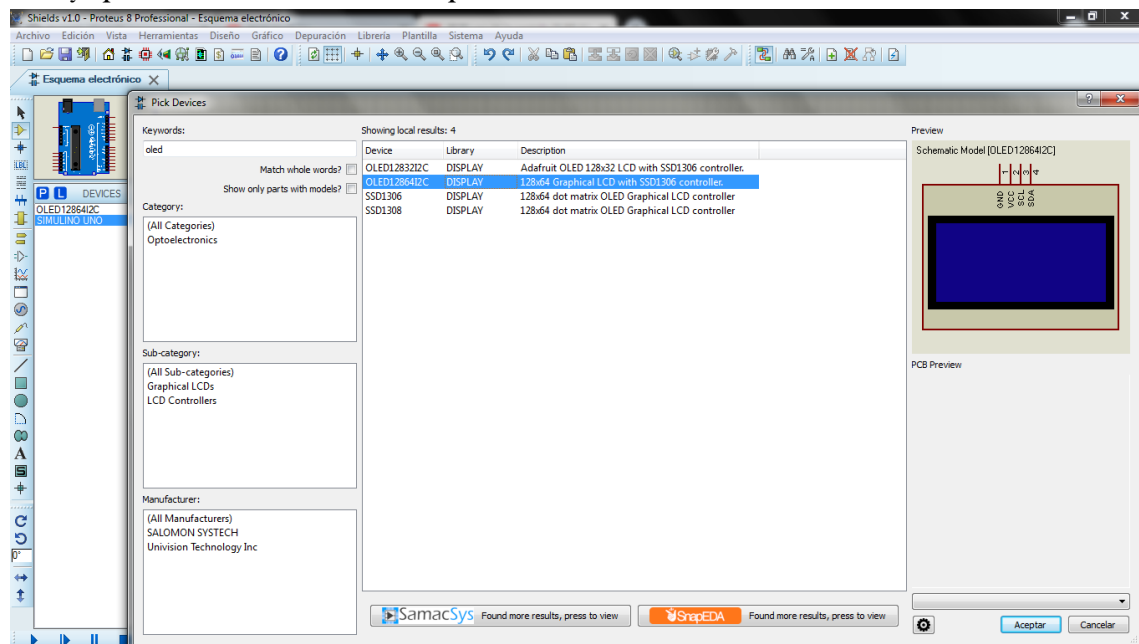 Shields v1.0 - Proteus 8 Professional - Esquema electrónico
Archivo Edición Vista Herramientas Diseño Gráfico Depuración Librería Plantilla Sistema Ayuda
Esquema electrónico
Pick Devices
Keywords:
oled
Match whole words?
Show only parts with models?
Category:
(All Categories)
Optoelectronics
Sub-category:
(All Sub-categories)
Graphical LCDs
LCD Controllers
Manufacturer:
(All Manufacturers)
SALOMON SYSTECH
Univision Technology Inc
Showing local results: 4
Device Library Description
OLED12832I2C DISPLAY Adafruit OLED 128x32 LCD with SSD1306 controller.
OLED12864I2C DISPLAY 128x64 Graphical LCD with SSD1306 controller.
SSD1306 DISPLAY 128x64 dot matrix OLED Graphical LCD controller
SSD1308 DISPLAY 128x64 dot matrix OLED Graphical LCD controller
SamacSys Found more results, press to view
SnapEDA Found more results, press to view
Preview
Schematic Model [OLED12864I2C]
1 2 3 4
GND VCC SCL SDA
PCB Preview
Aceptar Cancelar
P L DEVICES
OLED12864I2C
SIMULINO UNO
LBL
A
S
0°